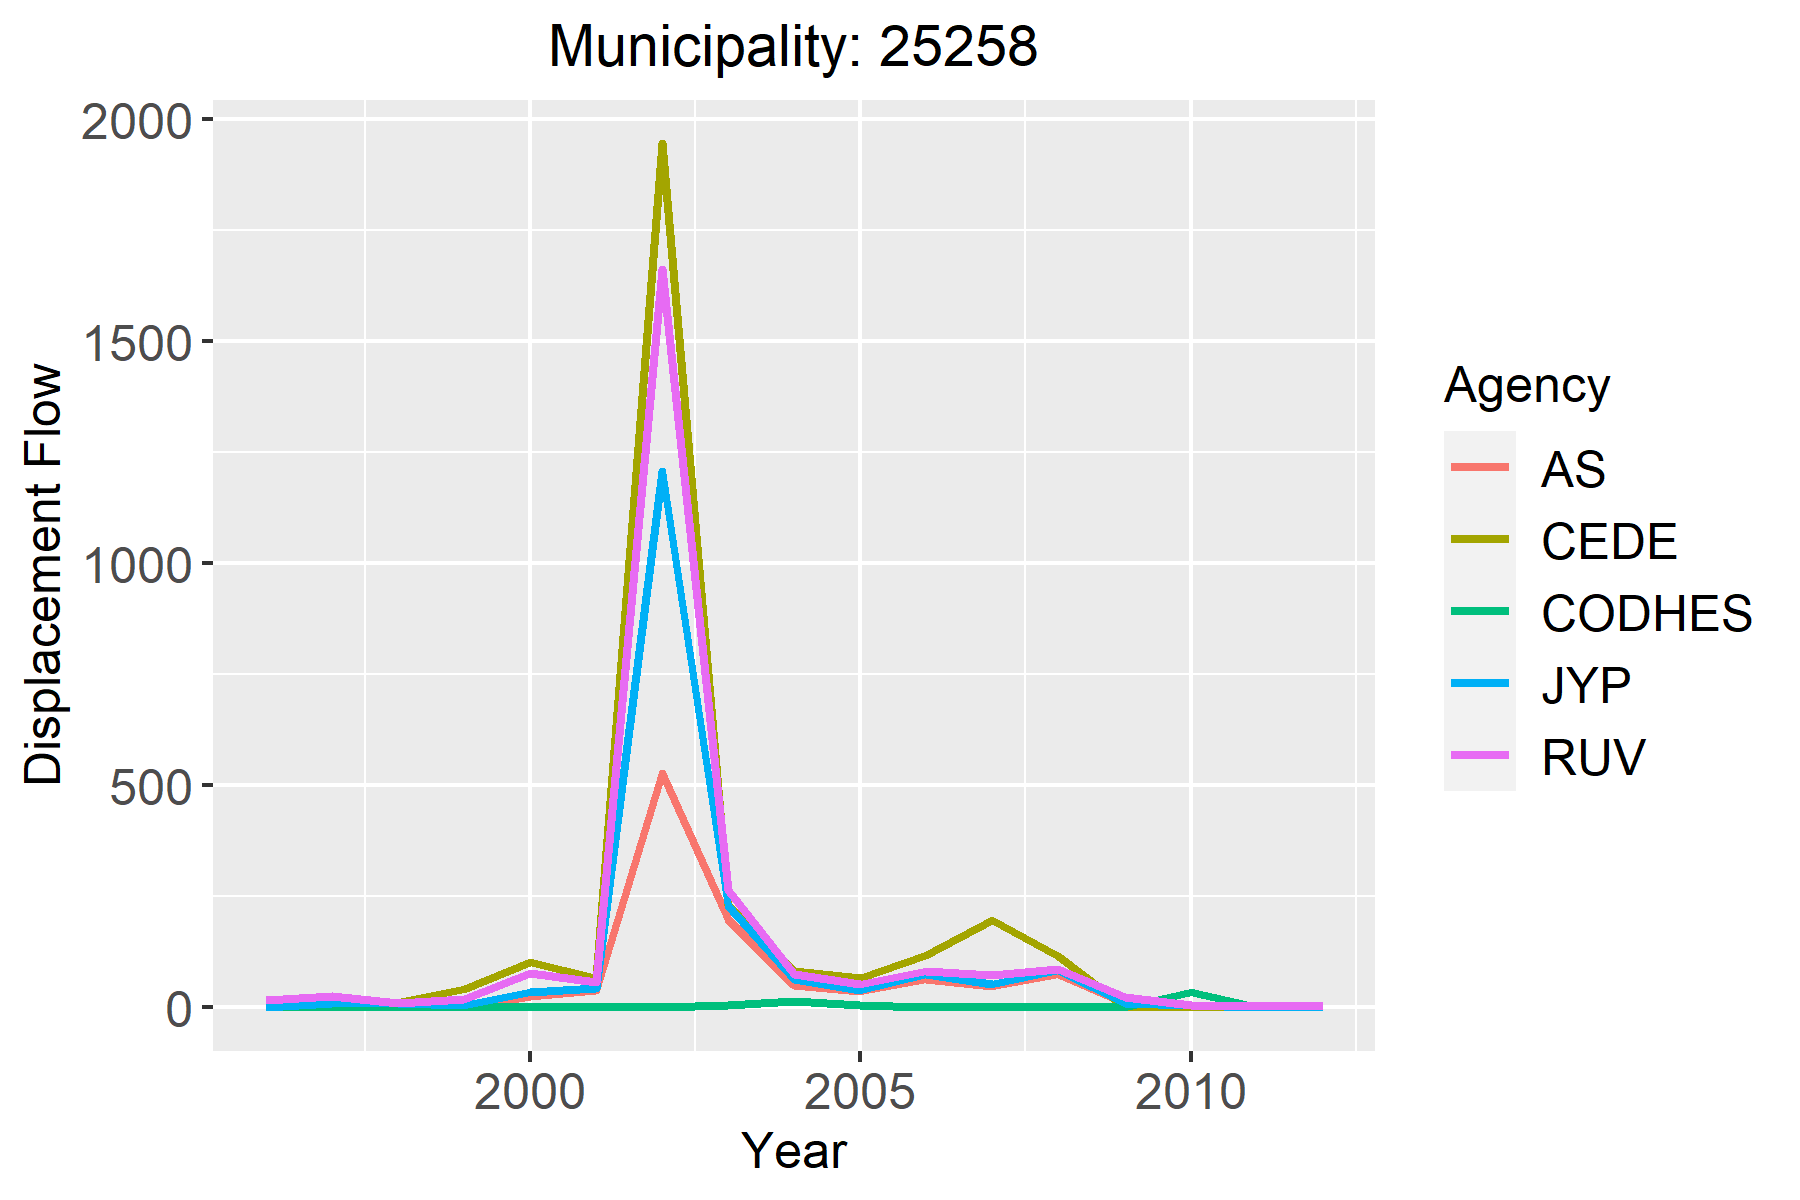 Municipality: 25258
2000
1500
1000
500
0
Displacement Flow
2000 2005 2010
Year
Agency
AS
CEDE
CODHES
JYP
RUV